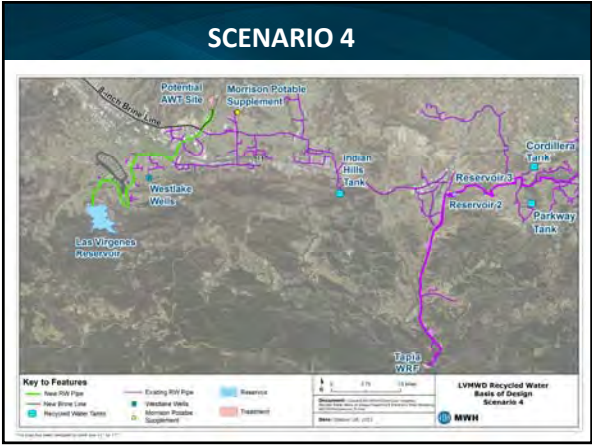 SCENARIO 4
Potential
AWT Site
Morrison Potable
Supplement
8-inch Brine Line
Westlake
Wells
Las Virgenes
Reservoir
Indian
Hills
Tank
Reservoir 3
Reservoir 2
Cordillera
Tank
Parkway
Tank
Tapia
WRF
Key to Features
New RW Pipe
New Brine Line
Recycled Water Tanks
Existing RW Pipe
Westlake Wells
Morrison Potable
Supplement
Reservoir
Treatment
LVMWD Recycled Water
Basis of Design
Scenario 4
MWH